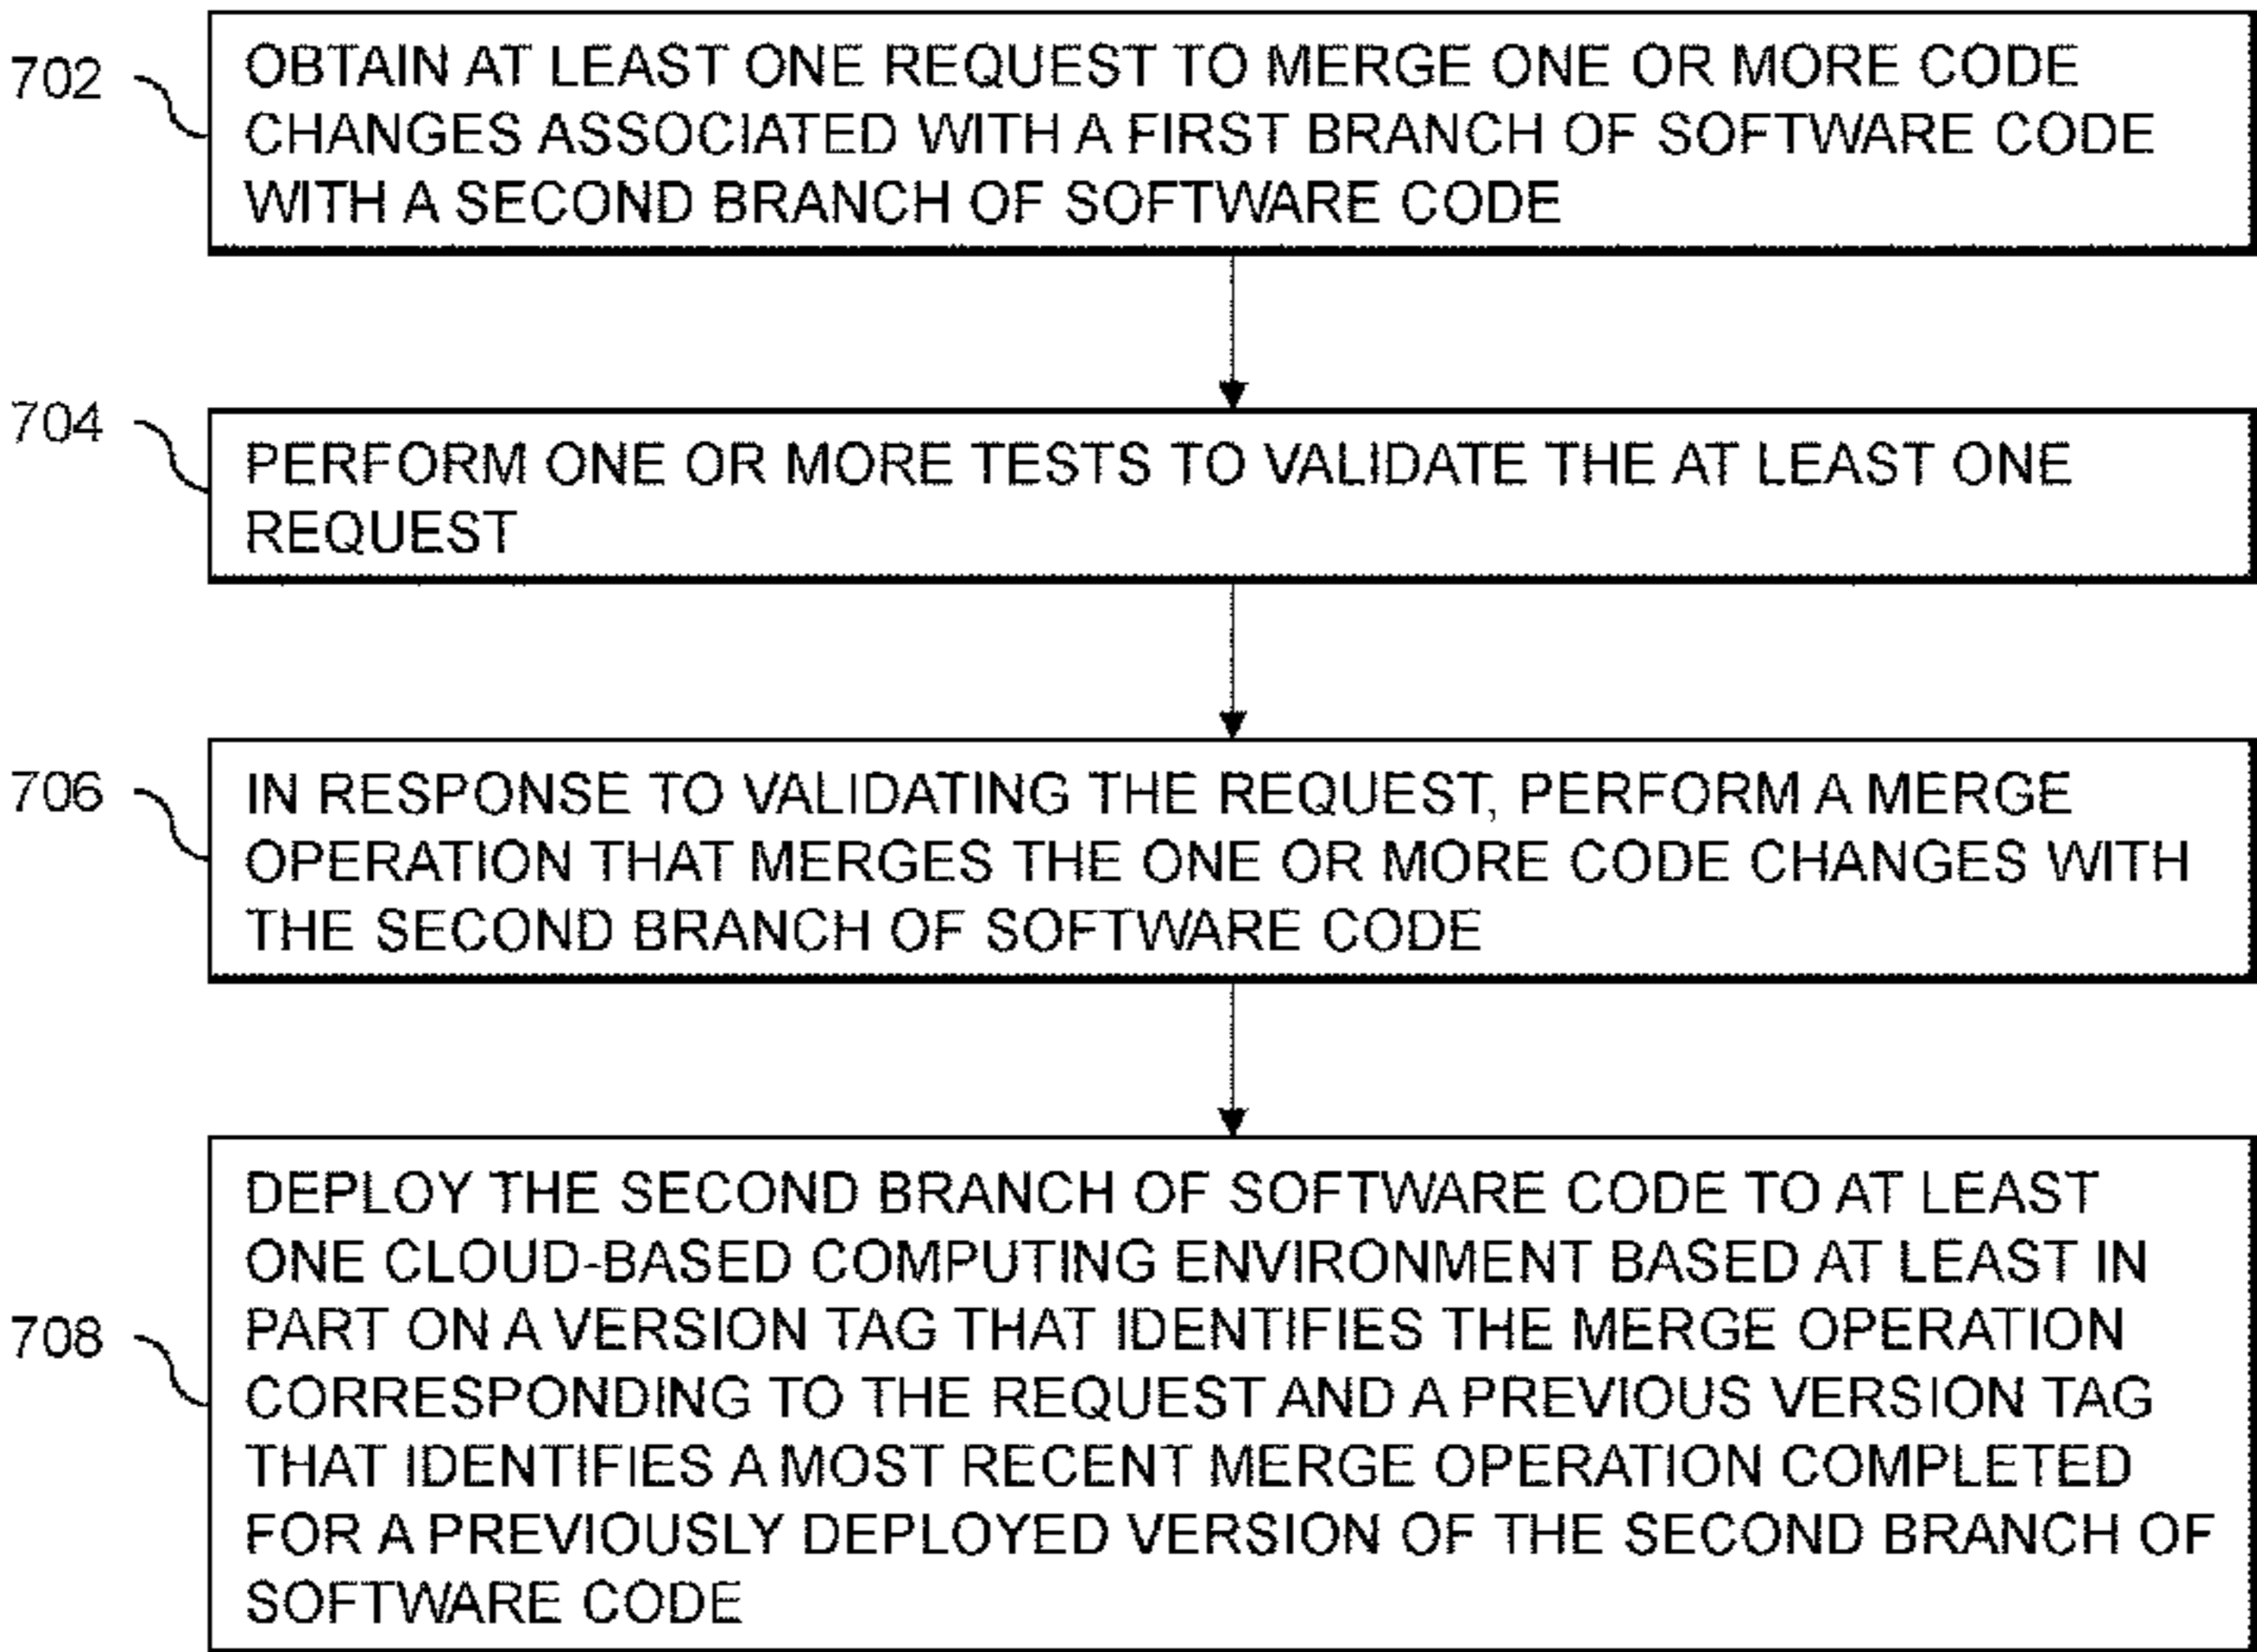 702
OBTAIN AT LEAST ONE REQUEST TO MERGE ONE OR MORE CODE
CHANGES ASSOCIATED WITH A FIRST BRANCH OF SOFTWARE CODE
WITH A SECOND BRANCH OF SOFTWARE CODE
704
PERFORM ONE OR MORE TESTS TO VALIDATE THE AT LEAST ONE
REQUEST
706
IN RESPONSE TO VALIDATING THE REQUEST, PERFORM A MERGE
OPERATION THAT MERGES THE ONE OR MORE CODE CHANGES WITH
THE SECOND BRANCH OF SOFTWARE CODE
708
DEPLOY THE SECOND BRANCH OF SOFTWARE CODE TO AT LEAST
ONE CLOUD-BASED COMPUTING ENVIRONMENT BASED AT LEAST IN
PART ON A VERSION TAG THAT IDENTIFIES THE MERGE OPERATION
CORRESPONDING TO THE REQUEST AND A PREVIOUS VERSION TAG
THAT IDENTIFIES A MOST RECENT MERGE OPERATION COMPLETED
FOR A PREVIOUSLY DEPLOYED VERSION OF THE SECOND BRANCH OF
SOFTWARE CODE